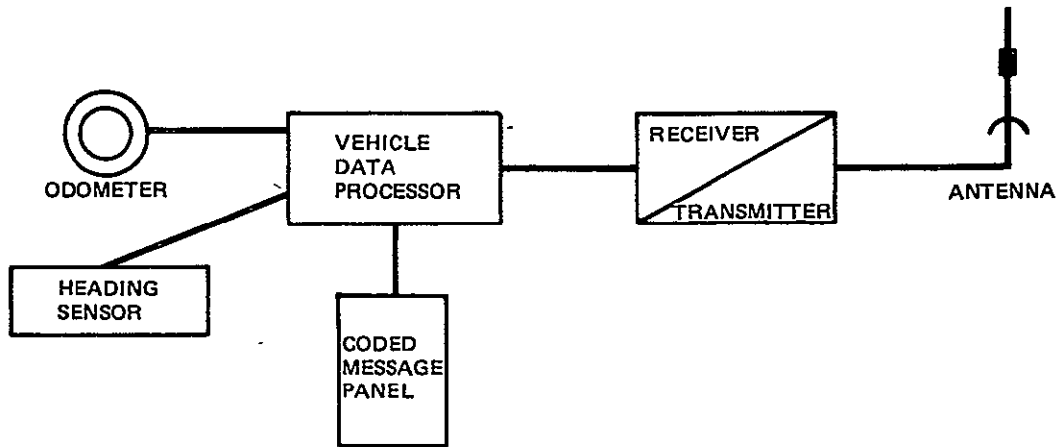 ODOMETER
HEADING
SENSOR
VEHICLE
DATA
PROCESSOR
CODED
MESSAGE
PANEL
RECEIVER
TRANSMITTER
ANTENNA